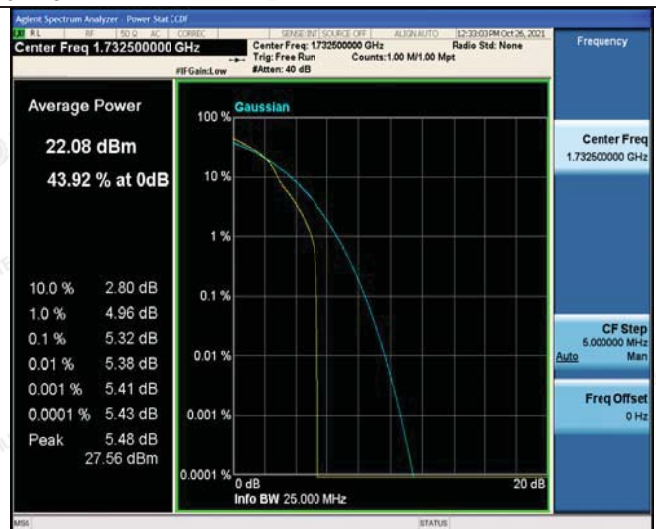 Agilent Spectrum Analyzer - Power Stat CCDF
RL RF 50 Ω AC CORREC SENSE:INT SOURCE OFF ALIGN AUTO 12:33:03 PM Oct 26, 2021
Center Freq 1.732500000 GHz
Center Freq: 1.732500000 GHz Radio Std: None
Trig: Free Run Counts:1.00 M/1.00 Mpt
#IFGain:Low #Atten: 40 dB
Frequency
Average Power
22.08 dBm
43.92 % at 0dB
10.0 % 2.80 dB
1.0 % 4.96 dB
0.1 % 5.32 dB
0.01 % 5.38 dB
0.001 % 5.41 dB
0.0001 % 5.43 dB
Peak 5.48 dB
27.56 dBm
Gaussian
100 %
10 %
1 %
0.1 %
0.01 %
0.001 %
0.0001 %
0 dB 20 dB
Info BW 25.000 MHz
Center Freq
1.732500000 GHz
CF Step
5.000000 MHz
Auto Man
Freq Offset
0 Hz
MSG STATUS